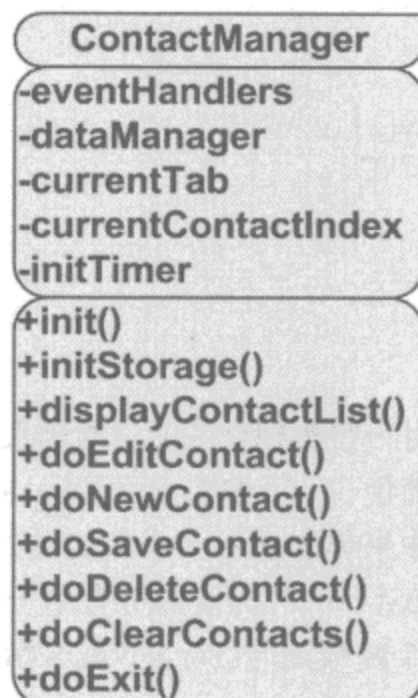 ContactManager
-eventHandlers
-dataManager
-currentTab
-currentContactIndex
-initTimer
+init()
+initStorage()
+displayContactList()
+doEditContact()
+doNewContact()
+doSaveContact()
+doDeleteContact()
+doClearContacts()
+doExit()